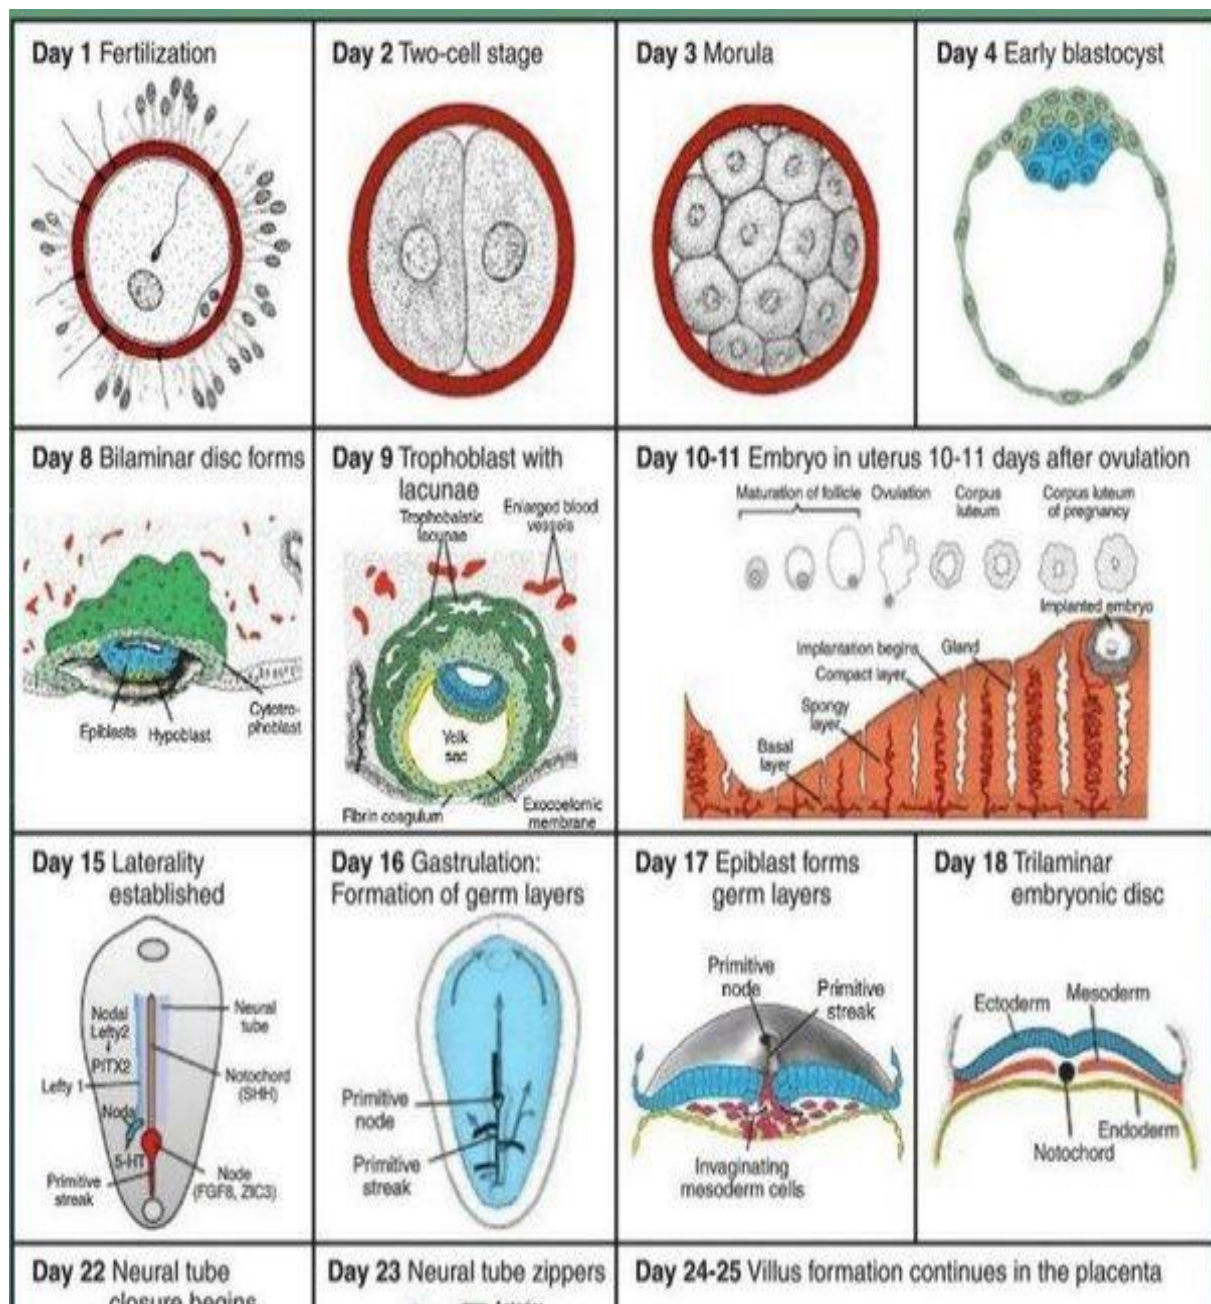 Day 1 Fertilization
Day 2 Two-cell stage
Day 3 Morula
Day 4 Early blastocyst
Day 8 Bilaminar disc forms
Epiblasts
Hypoblast
Cytotro-
phoblast
Day 9 Trophoblast with
lacunae
Trophobalstic
lacunae
Enlarged blood
vessels
Yolk
sac
Fibrin coagulum
Exocoelomic
membrane
Day 10-11 Embryo in uterus 10-11 days after ovulation
Maturation of follicle
Ovulation
Corpus
luteum
Corpus luteum
of pregnancy
Implanted embryo
Implantation begins
Gland
Compact layer
Spongy
layer
Basal
layer
Day 15 Laterality
established
Nodal
Lefty2
PITX2
Lefty 1
Nodal
5-HT
Primitive
streak
Neural
tube
Notochord
(SHH)
Node
(FGF8, ZIC3)
Day 16 Gastrulation:
Formation of germ layers
Primitive
node
Primitive
streak
Day 17 Epiblast forms
germ layers
Primitive
node
Primitive
streak
Invaginating
mesoderm cells
Day 18 Trilaminar
embryonic disc
Ectoderm
Mesoderm
Endoderm
Notochord
Day 22 Neural tube
closure begins
Day 23 Neural tube zippers
Day 24-25 Villus formation continues in the placenta